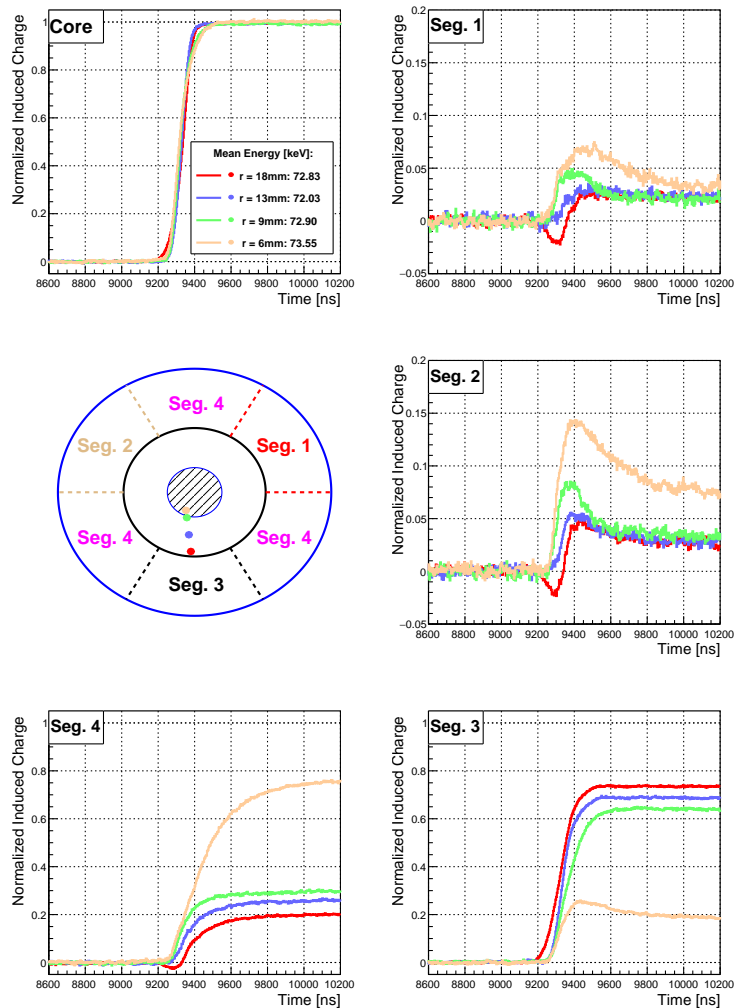 Core
Normalized Induced Charge
1
0.8
0.6
0.4
0.2
0
8600 8800 9000 9200 9400 9600 9800 10000 10200
Time [ns]
Mean Energy [keV]:
r = 18mm: 72.83
r = 13mm: 72.03
r = 9mm: 72.90
r = 6mm: 73.55
Seg. 1
Normalized Induced Charge
0.2
0.15
0.1
0.05
0
−0.05
8600 8800 9000 9200 9400 9600 9800 10000 10200
Time [ns]
Seg. 4
Seg. 2
Seg. 1
Seg. 4
Seg. 4
Seg. 3
Seg. 2
Normalized Induced Charge
0.2
0.15
0.1
0.05
0
−0.05
8600 8800 9000 9200 9400 9600 9800 10000 10200
Time [ns]
Seg. 4
Normalized Induced Charge
1
0.8
0.6
0.4
0.2
0
8600 8800 9000 9200 9400 9600 9800 10000 10200
Time [ns]
Seg. 3
Normalized Induced Charge
1
0.8
0.6
0.4
0.2
0
8600 8800 9000 9200 9400 9600 9800 10000 10200
Time [ns]